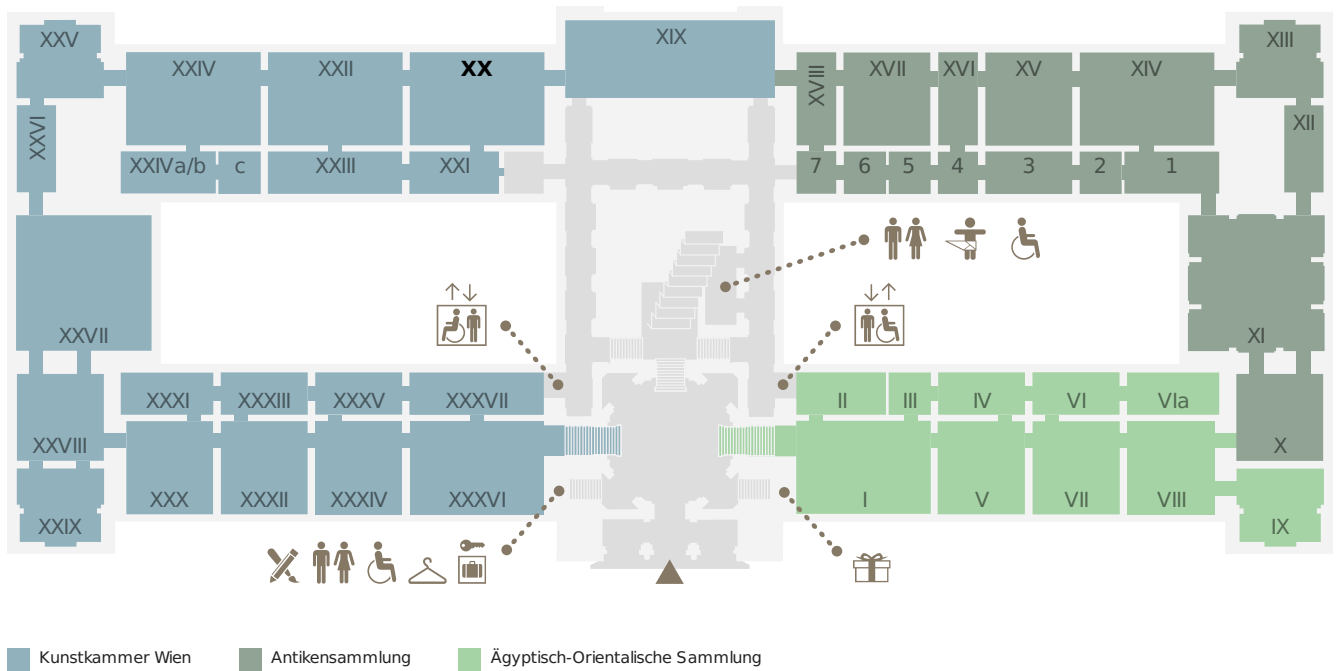 XXV
XIX
XIII
XXIV
XXII
XX
XVIII
XVII
XVI
XV
XIV
XXVI
XII
XXIVa/b
c
XXIII
XXI
7
6
5
4
3
2
1
XXVII
XI
XXXI
XXXIII
XXXV
XXXVII
II
III
IV
VI
VIa
XXVIII
X
XXX
XXXII
XXXIV
XXXVI
I
V
VII
VIII
XXIX
IX
Kunstkammer Wien
Antikensammlung
Ägyptisch-Orientalische Sammlung